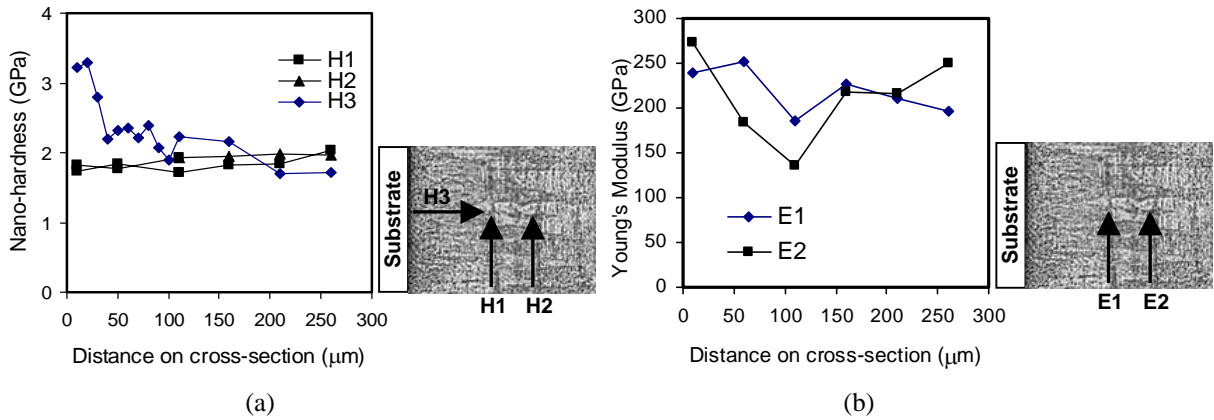 4
3
2
1
0
Nano-hardness (GPa)
H1
H2
H3
0 50 100 150 200 250 300
Distance on cross-section (μm)
Substrate
H3
H1 H2
(a)
300
250
200
150
100
50
0
Young's Modulus (GPa)
E1
E2
0 50 100 150 200 250 300
Distance on cross-section (μm)
Substrate
E1 E2
(b)